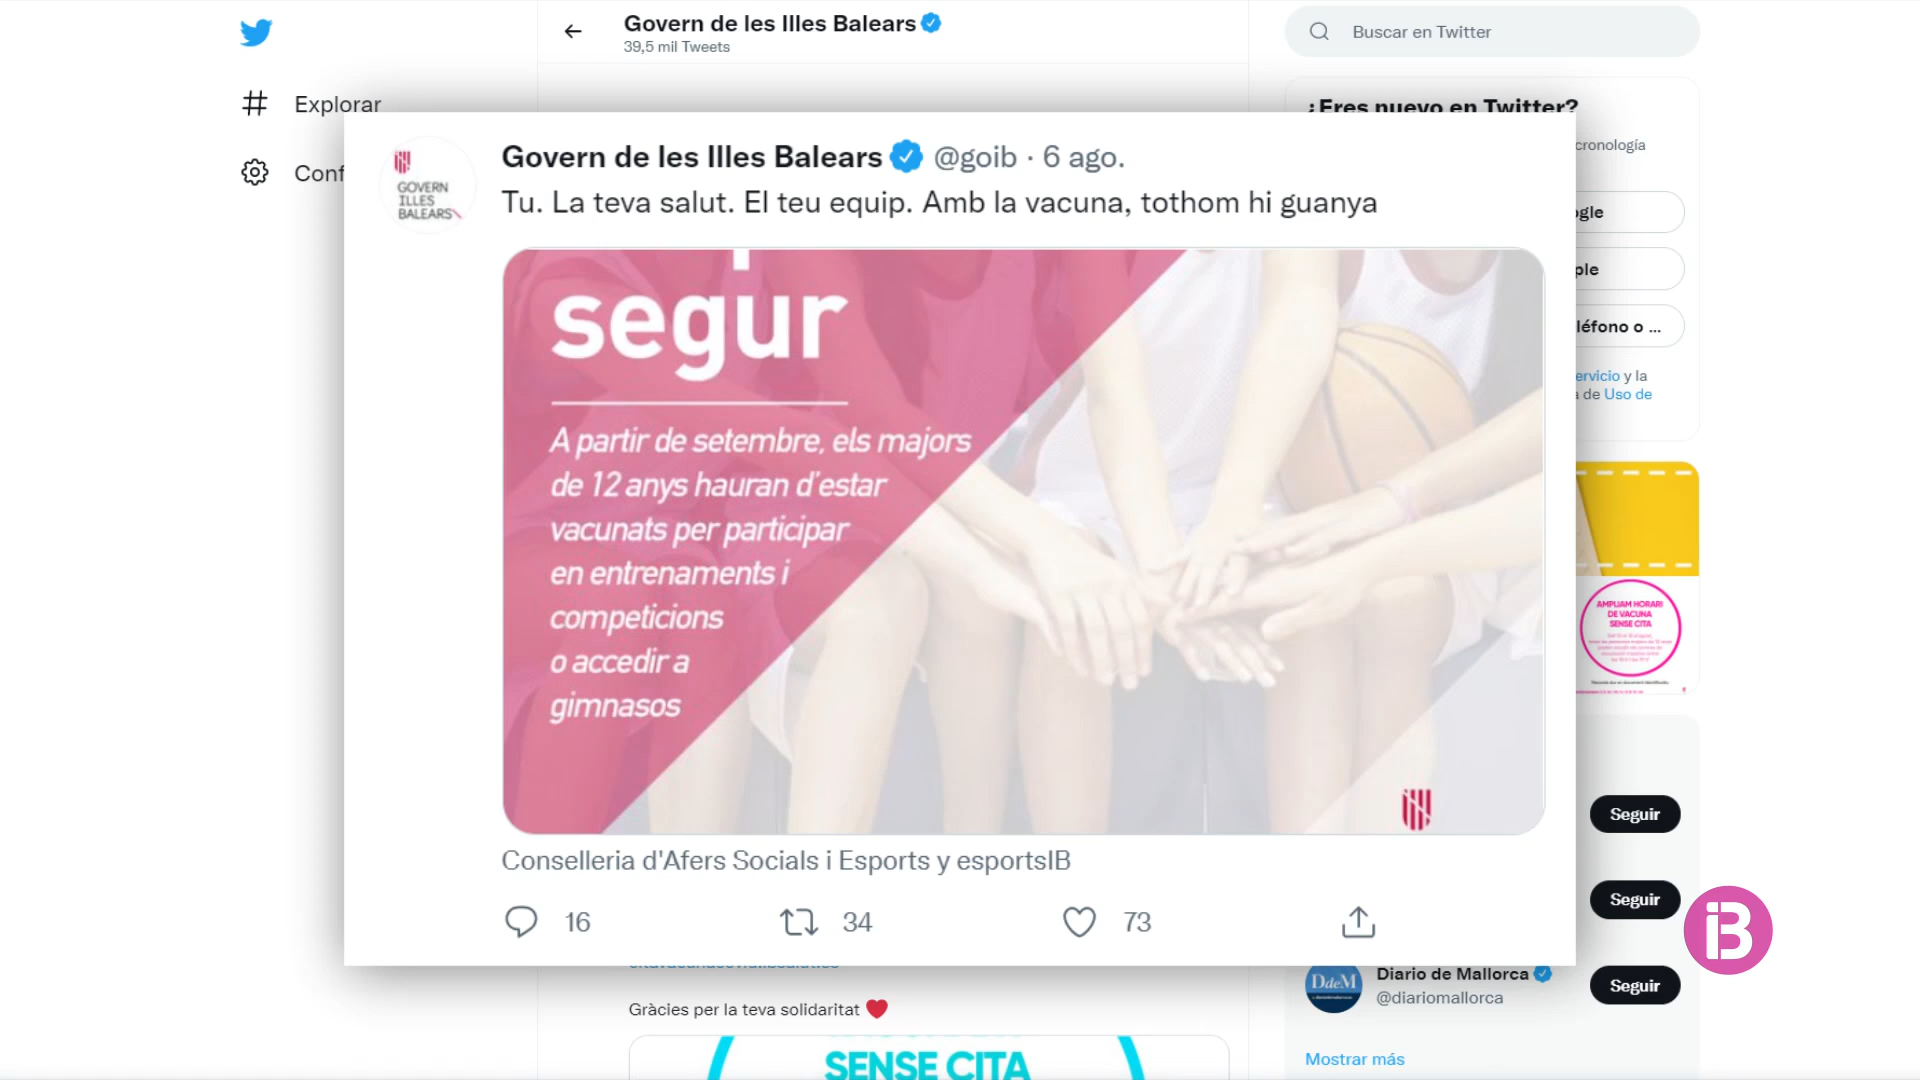 Govern de les Illes Balears
39,5 mil Tweets
Buscar en Twitter
Explorar
Conf
¿Eres nuevo en Twitter?
cronología
ogle
ple
léfono o ...
ervicio y la
de Uso de
GOVERN
ILLES
BALEARS
Govern de les Illes Balears @goib · 6 ago.
Tu. La teva salut. El teu equip. Amb la vacuna, tothom hi guanya
segur
A partir de setembre, els majors
de 12 anys hauran d'estar
vacunats per participar
en entrenaments i
competicions
o accedir a
gimnasos
Conselleria d'Afers Socials i Esports y esportsIB
16
34
73
AMPLIAM HORARI
DE VACUNA
SENSE CITA
Seguir
Seguir
IB
DdeM
Diario de Mallorca
@diariomallorca
Seguir
Mostrar más
Gràcies per la teva solidaritat
SENSE CITA